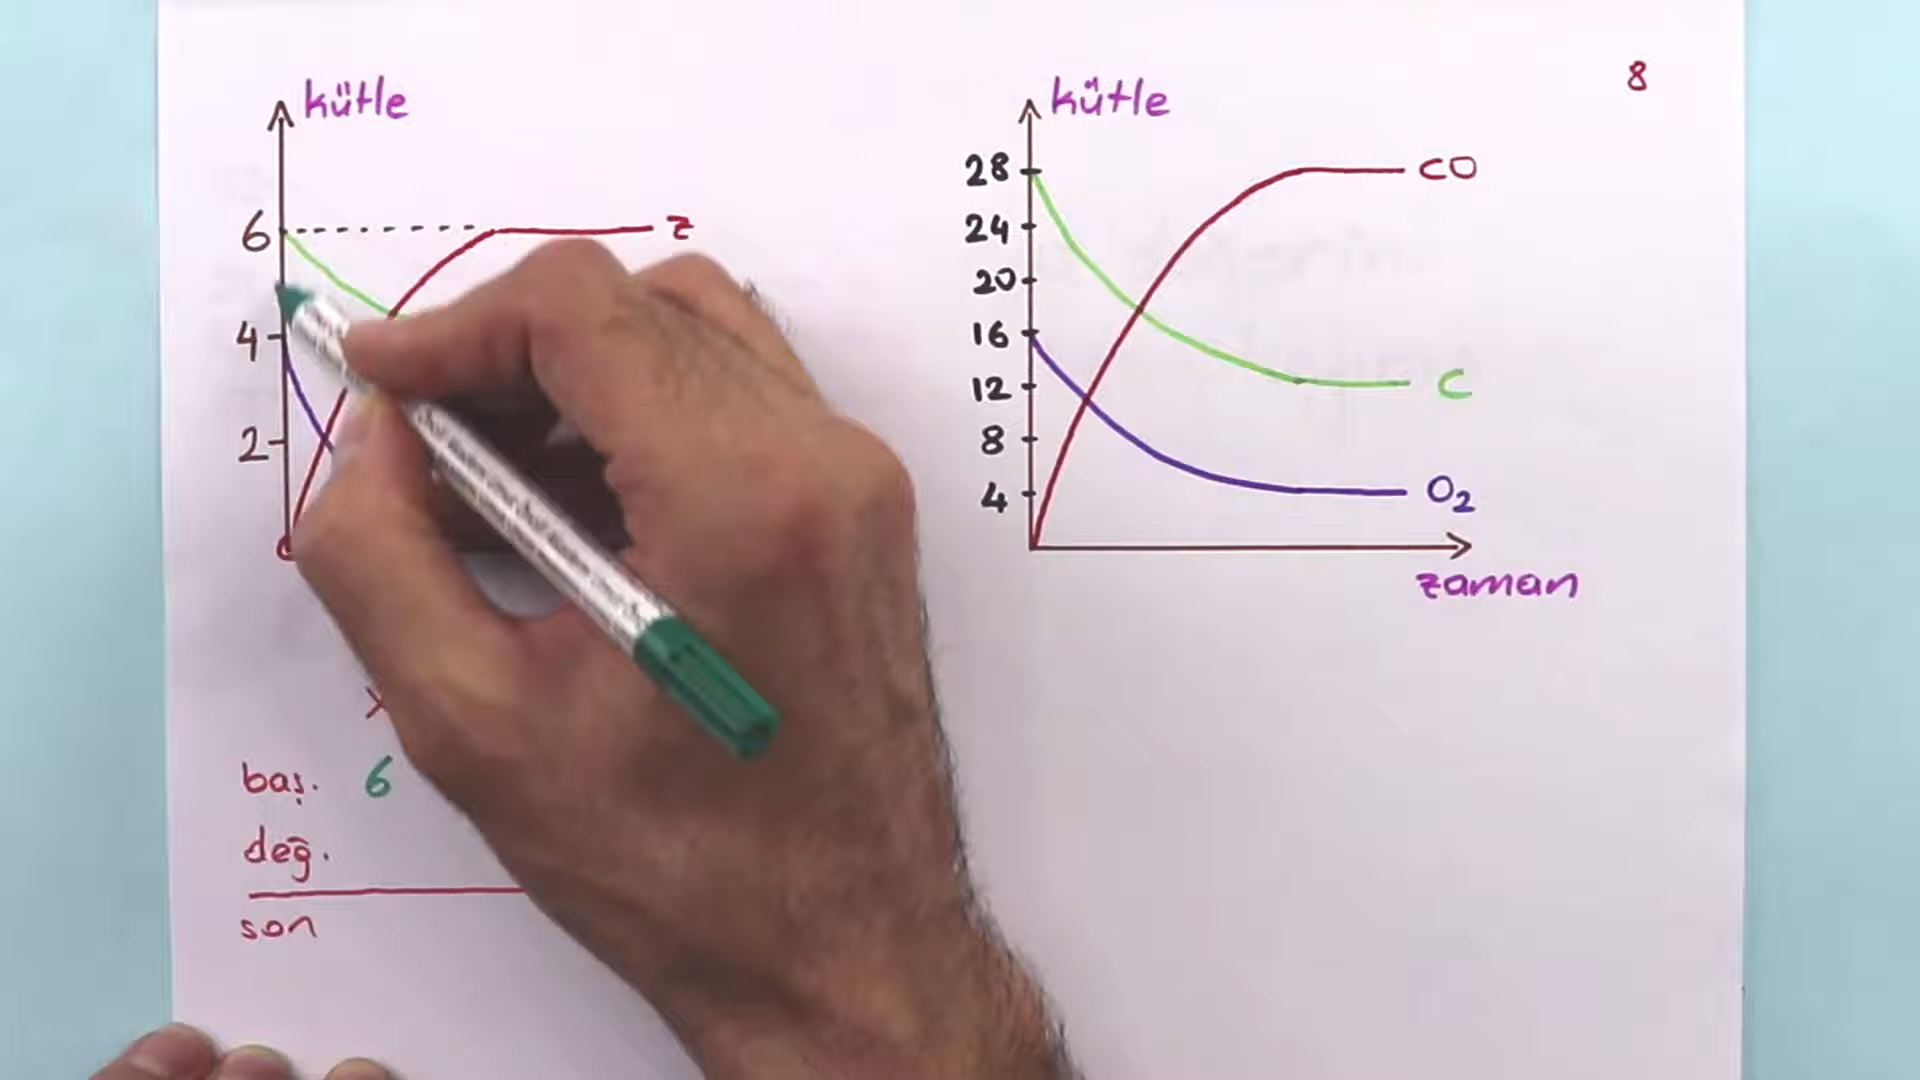 8
kütle
6
4
2
z
x
baş. 6
değ.
son
kütle
28
24
20
16
12
8
4
CO
C
O₂
zaman